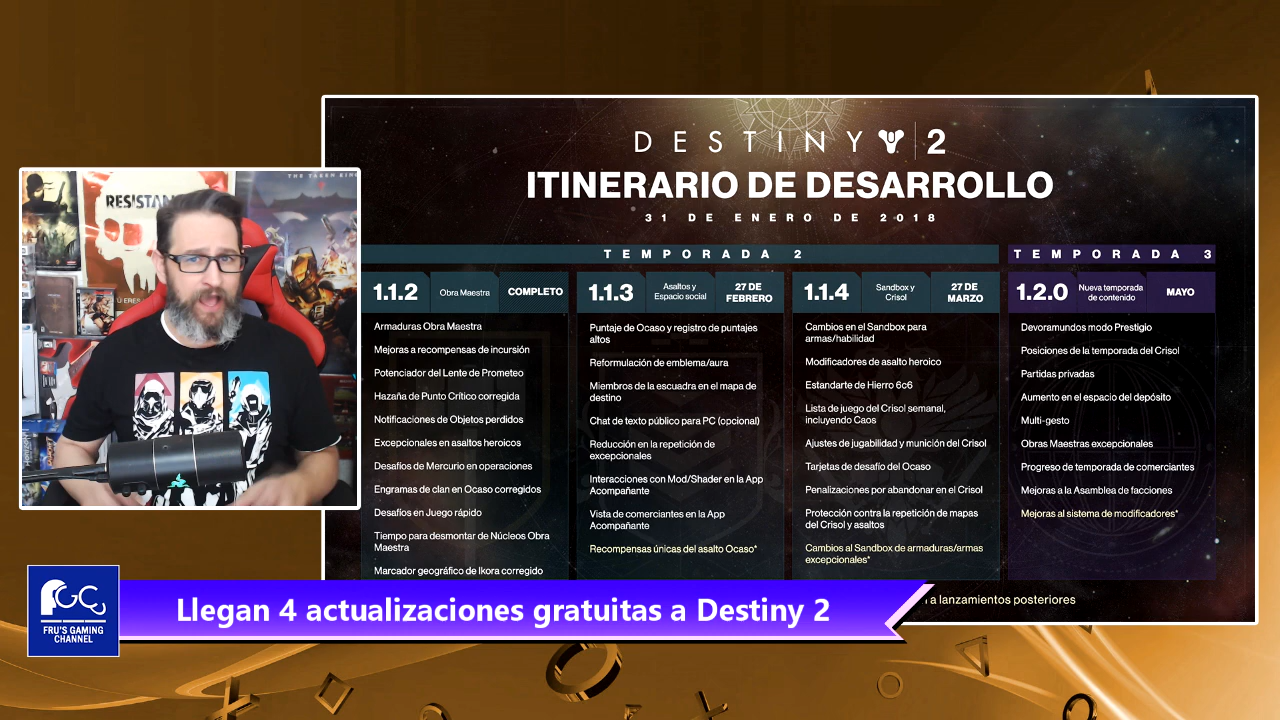 DESTINY 2
ITINERARIO DE DESARROLLO
31 DE ENERO DE 2018
TEMPORADA 2
TEMPORADA 3
1.1.2
Obra Maestra
COMPLETO
Armaduras Obra Maestra
Mejoras a recompensas de incursión
Potenciador del Lente de Prometeo
Hazaña de Punto Crítico corregida
Notificaciones de Objetos perdidos
Excepcionales en asaltos heroicos
Desafíos de Mercurio en operaciones
Engramas de clan en Ocaso corregidos
Desafíos en Juego rápido
Tiempo para desmontar de Núcleos Obra
Maestra
Marcador geográfico de Ikora corregido
1.1.3
Asaltos y
Espacio social
27 DE
FEBRERO
Puntaje de Ocaso y registro de puntajes
altos
Reformulación de emblema/aura
Miembros de la escuadra en el mapa de
destino
Chat de texto público para PC (opcional)
Reducción en la repetición de
excepcionales
Interacciones con Mod/Shader en la App
Acompañante
Vista de comerciantes en la App
Acompañante
Recompensas únicas del asalto Ocaso*
1.1.4
Sandbox y
Crisol
27 DE
MARZO
Cambios en el Sandbox para
armas/habilidad
Modificadores de asalto heroico
Estandarte de Hierro 6c6
Lista de juego del Crisol semanal,
incluyendo Caos
Ajustes de jugabilidad y munición del Crisol
Tarjetas de desafío del Ocaso
Penalizaciones por abandonar en el Crisol
Protección contra la repetición de mapas
del Crisol y asaltos
Cambios al Sandbox de armaduras/armas
excepcionales*
1.2.0
Nueva temporada
de contenido
MAYO
Devoramundos modo Prestigio
Posiciones de la temporada del Crisol
Partidas privadas
Aumento en el espacio del depósito
Multi-gesto
Obras Maestras excepcionales
Progreso de temporada de comerciantes
Mejoras a la Asamblea de facciones
Mejoras al sistema de modificadores*
a lanzamientos posteriores
THE TAKEN KING
RESISTAN
FRU'S GAMING
CHANNEL
Llegan 4 actualizaciones gratuitas a Destiny 2